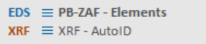 EDS ≡ PB-ZAF - Elements
XRF ≡ XRF - AutoID